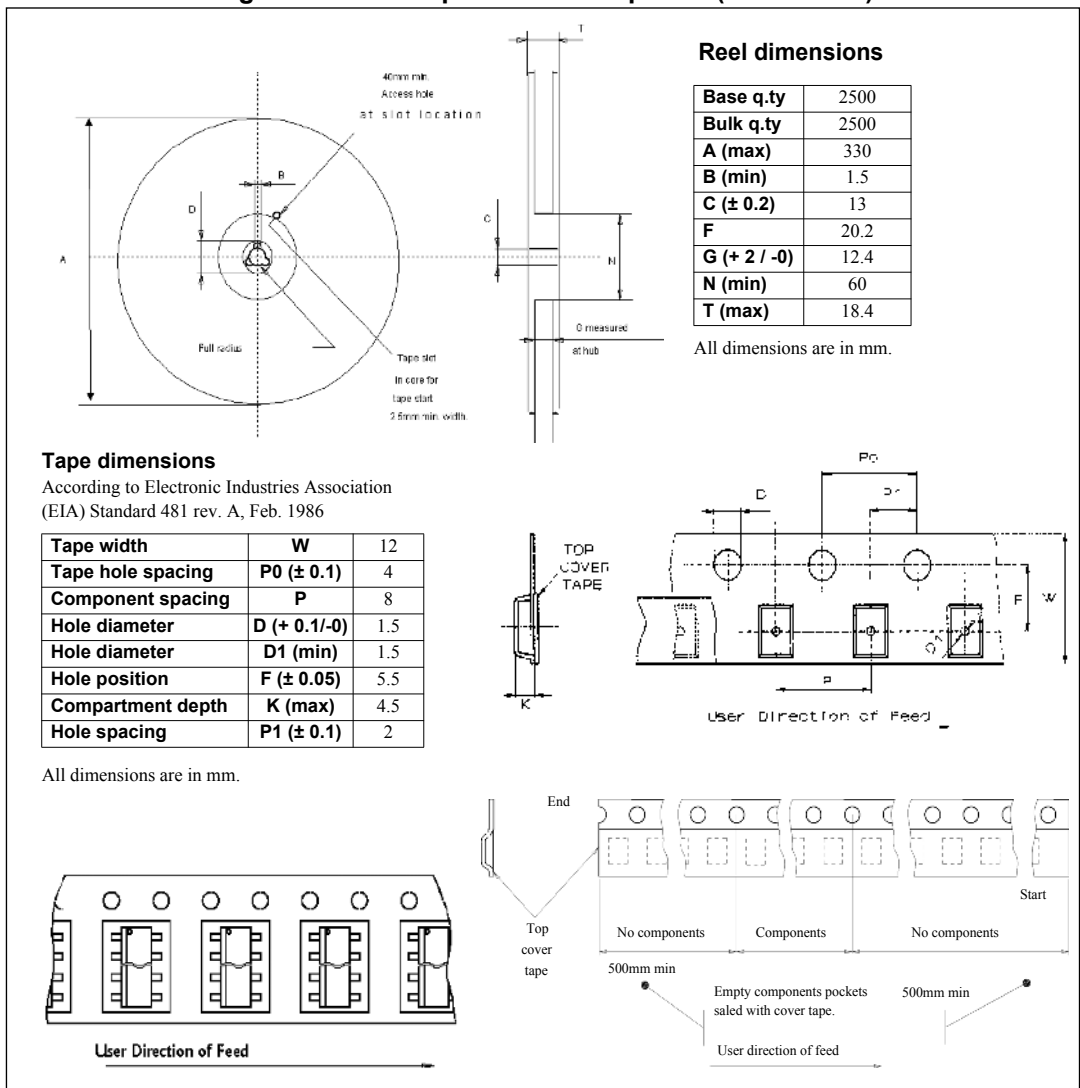 T
40mm min.
Access hole
at slot location
B
D
C
A
N
Full radius
Tape slot
in core for
tape start
2.5mm min. width.
G measured
at hub
Reel dimensions
Base q.ty 2500
Bulk q.ty 2500
A (max) 330
B (min) 1.5
C (± 0.2) 13
F 20.2
G (+ 2 / -0) 12.4
N (min) 60
T (max) 18.4
All dimensions are in mm.
Tape dimensions
According to Electronic Industries Association
(EIA) Standard 481 rev. A, Feb. 1986
Tape width W 12
Tape hole spacing P0 (± 0.1) 4
Component spacing P 8
Hole diameter D (+ 0.1/-0) 1.5
Hole diameter D1 (min) 1.5
Hole position F (± 0.05) 5.5
Compartment depth K (max) 4.5
Hole spacing P1 (± 0.1) 2
All dimensions are in mm.
P0
D
TOP
COVER
TAPE
F
W
K
P
User Direction of Feed
End
Start
Top
cover
tape
No components
Components
No components
500mm min
500mm min
Empty components pockets
saled with cover tape.
User direction of feed
User Direction of Feed